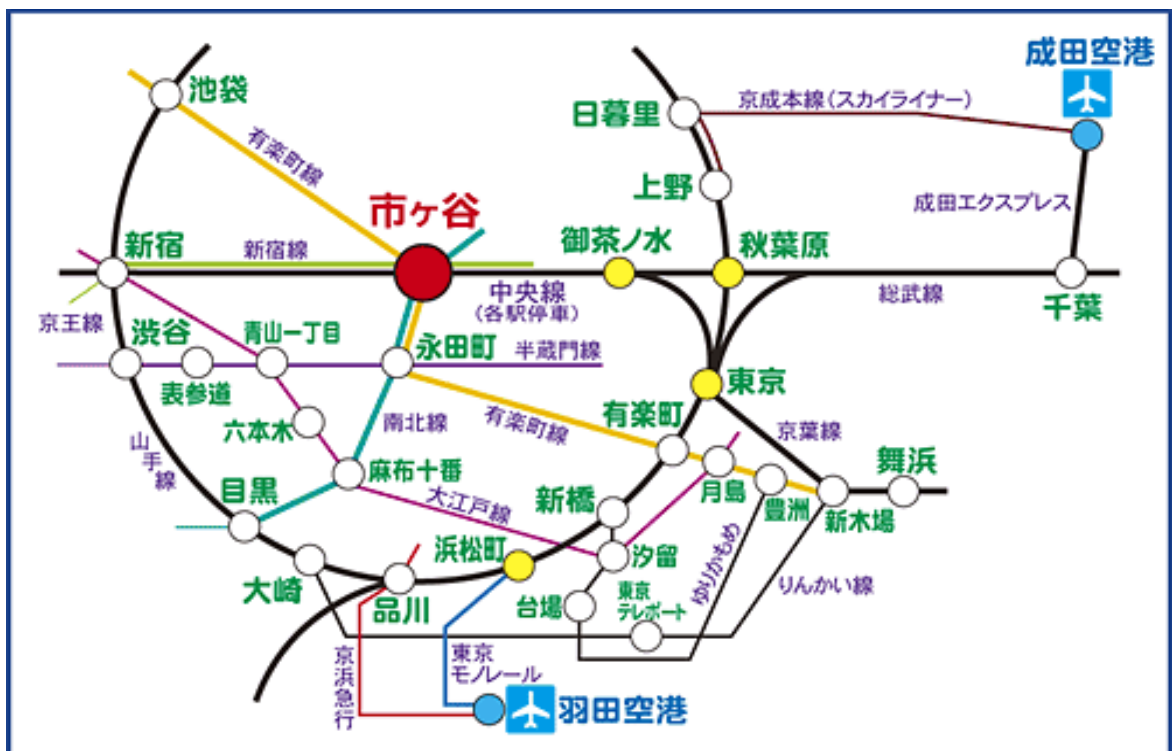 成田空港
池袋
日暮里
京成本線(スカイライナー)
有楽町線
上野
成田エクスプレス
市ヶ谷
新宿
新宿線
御茶ノ水
秋葉原
中央線
(各駅停車)
総武線
千葉
京王線
渋谷
青山一丁目
永田町
半蔵門線
表参道
東京
六本木
南北線
有楽町線
有楽町
京葉線
山手線
麻布十番
月島
豊洲
舞浜
新木場
目黒
大江戸線
新橋
浜松町
汐留
ゆりかもめ
りんかい線
大崎
品川
台場
東京
テレポート
京浜急行
東京
モノレール
羽田空港